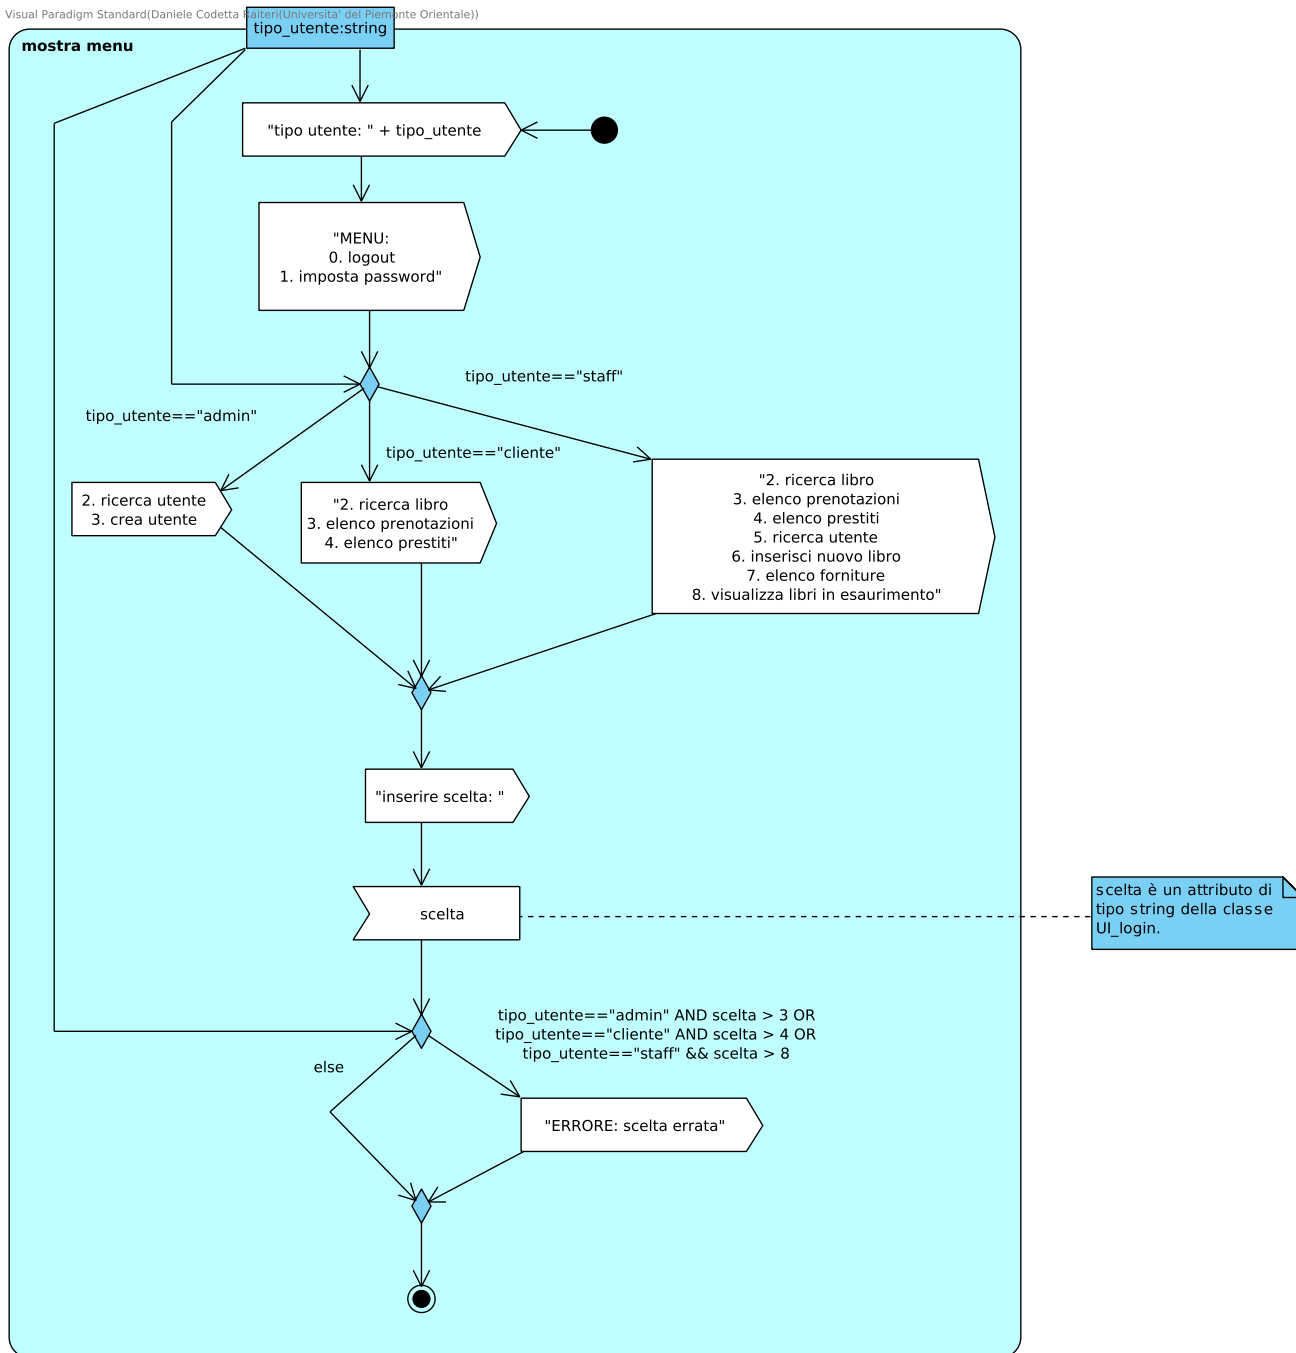 Visual Paradigm Standard(Daniele Codetta Raiteri(Universita' del Piemonte Orientale))
tipo_utente:string
mostra menu
"tipo utente: " + tipo_utente
"MENU:
0. logout
1. imposta password"
tipo_utente=="staff"
tipo_utente=="admin"
tipo_utente=="cliente"
2. ricerca utente
3. crea utente
"2. ricerca libro
3. elenco prenotazioni
4. elenco prestiti"
"2. ricerca libro
3. elenco prenotazioni
4. elenco prestiti
5. ricerca utente
6. inserisci nuovo libro
7. elenco forniture
8. visualizza libri in esaurimento"
"inserire scelta: "
scelta
scelta è un attributo di
tipo string della classe
UI_login.
tipo_utente=="admin" AND scelta > 3 OR
tipo_utente=="cliente" AND scelta > 4 OR
tipo_utente=="staff" && scelta > 8
else
"ERRORE: scelta errata"